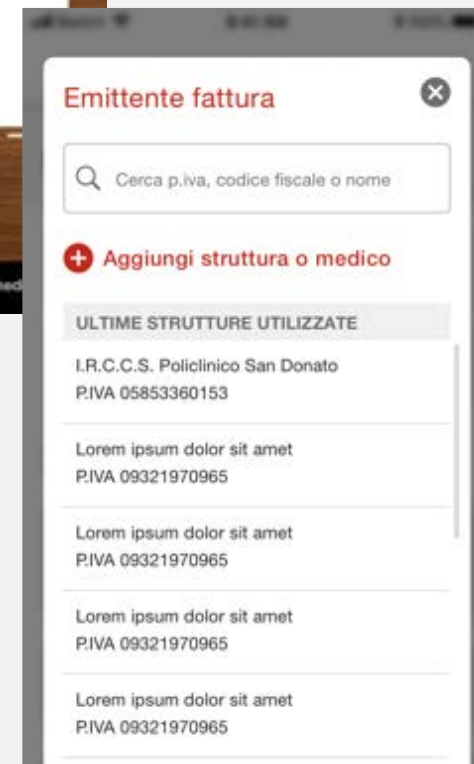 Emittente fattura
Cerca p.iva, codice fiscale o nome
Aggiungi struttura o medico
ULTIME STRUTTURE UTILIZZATE
I.R.C.C.S. Policlinico San Donato
P.IVA 05853360153
Lorem ipsum dolor sit amet
P.IVA 09321970965
Lorem ipsum dolor sit amet
P.IVA 09321970965
Lorem ipsum dolor sit amet
P.IVA 09321970965
Lorem ipsum dolor sit amet
P.IVA 09321970965